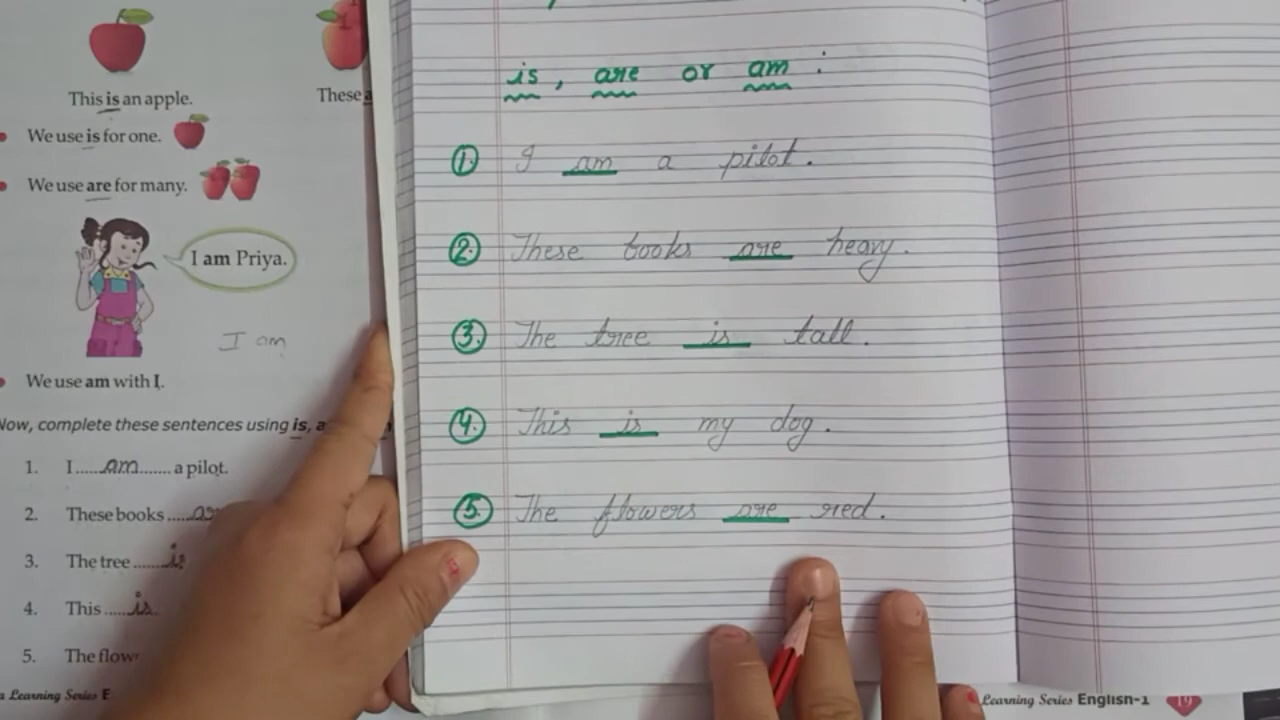 This is an apple.
These a
We use is for one.
We use are for many.
I am Priya.
I am
We use am with I.
Now, complete these sentences using is, a
1. I ......am....... a pilot.
2. These books .....are
3. The tree .......is
4. This .....is..
5. The flow
a Learning Series E
is, are or am :
1. I am a pilot.
2. These books are heavy.
3. The tree is tall.
4. This is my dog.
5. The flowers are red.
Learning Series English-1 19